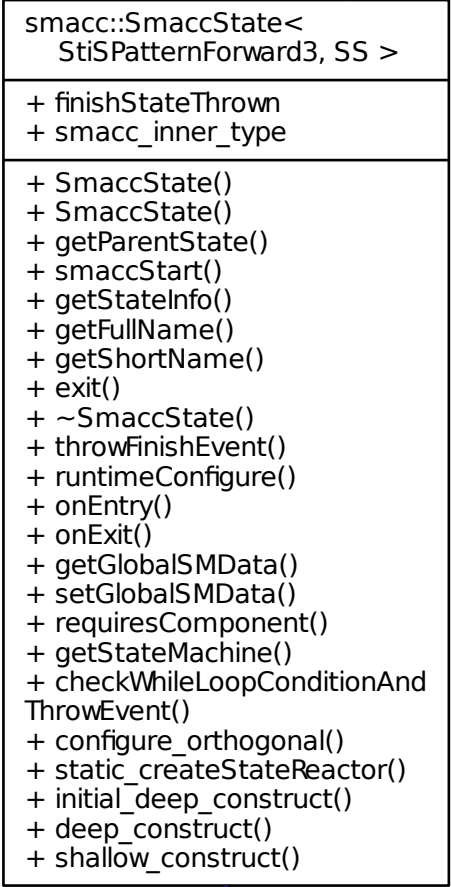 smacc::SmaccState<
StiSPatternForward3, SS >
+ finishStateThrown
+ smacc_inner_type
+ SmaccState()
+ SmaccState()
+ getParentState()
+ smaccStart()
+ getStateInfo()
+ getFullName()
+ getShortName()
+ exit()
+ ~SmaccState()
+ throwFinishEvent()
+ runtimeConfigure()
+ onEntry()
+ onExit()
+ getGlobalSMData()
+ setGlobalSMData()
+ requiresComponent()
+ getStateMachine()
+ checkWhileLoopConditionAnd
ThrowEvent()
+ configure_orthogonal()
+ static_createStateReactor()
+ initial_deep_construct()
+ deep_construct()
+ shallow_construct()